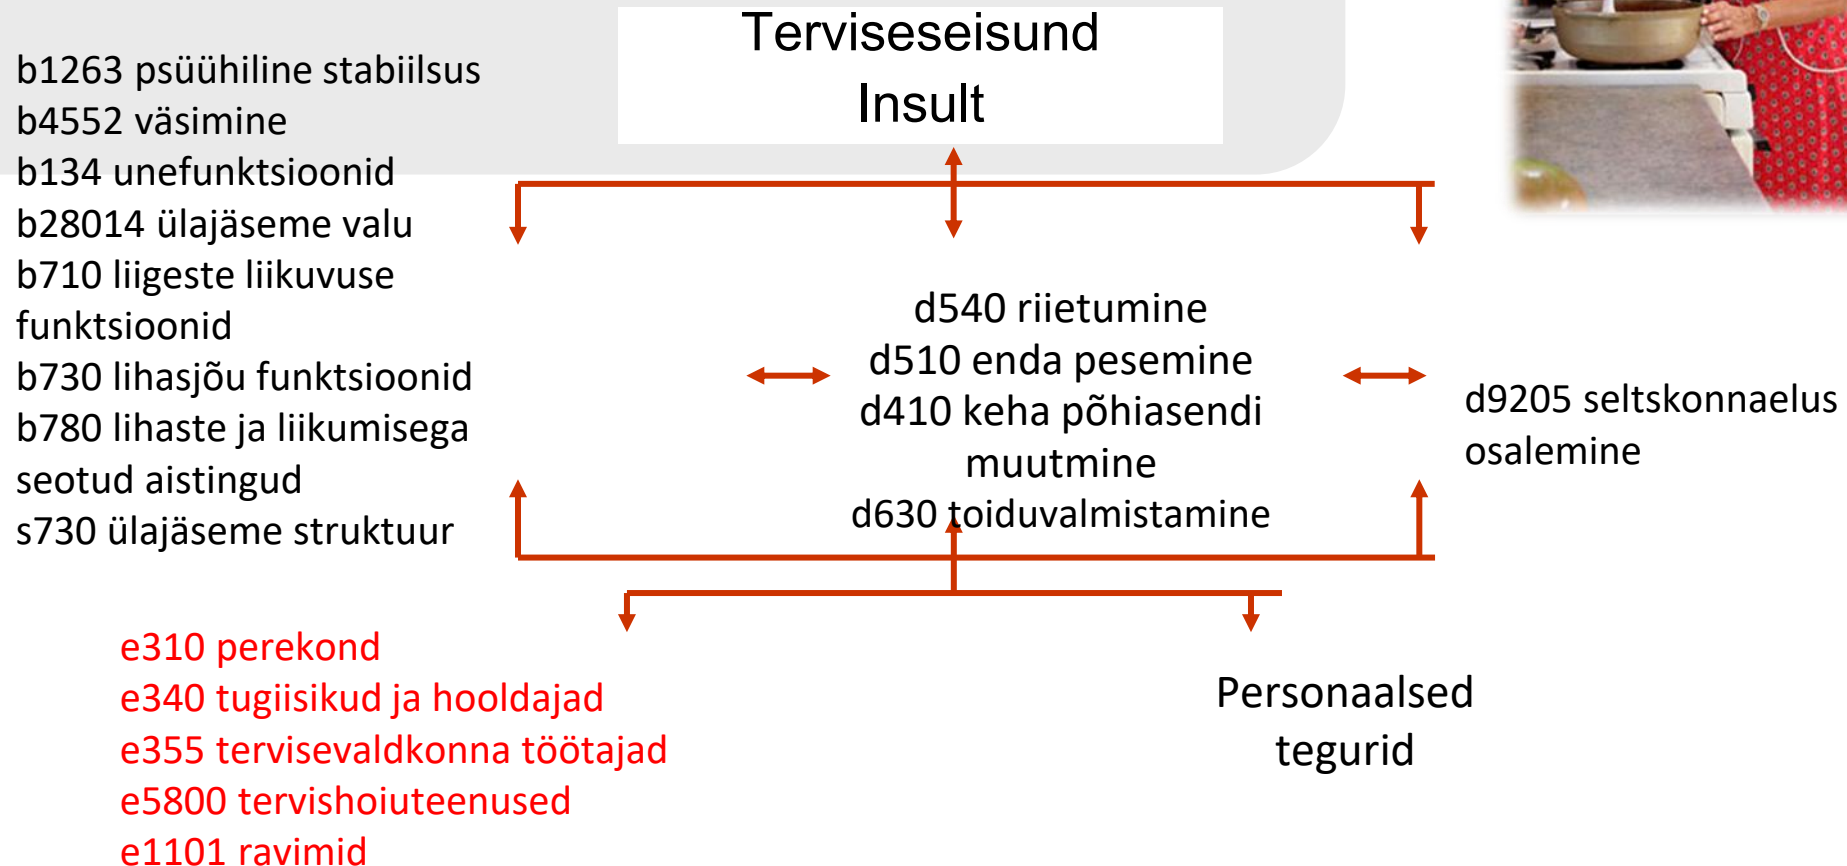 Terviseseisund
Insult
b1263 psüühiline stabiilsus
b4552 väsimine
b134 unefunktsioonid
b28014 ülajäseme valu
b710 liigeste liikuvuse
funktsioonid
b730 lihasjõu funktsioonid
b780 lihaste ja liikumisega
seotud aistingud
s730 ülajäseme struktuur
d540 riietumine
d510 enda pesemine
d410 keha põhiasendi
muutmine
d630 toiduvalmistamine
d9205 seltskonnaelus
osalemine
e310 perekond
e340 tugiisikud ja hooldajad
e355 tervisevaldkonna töötajad
e5800 tervishoiuteenused
e1101 ravimid
Personaalsed
tegurid